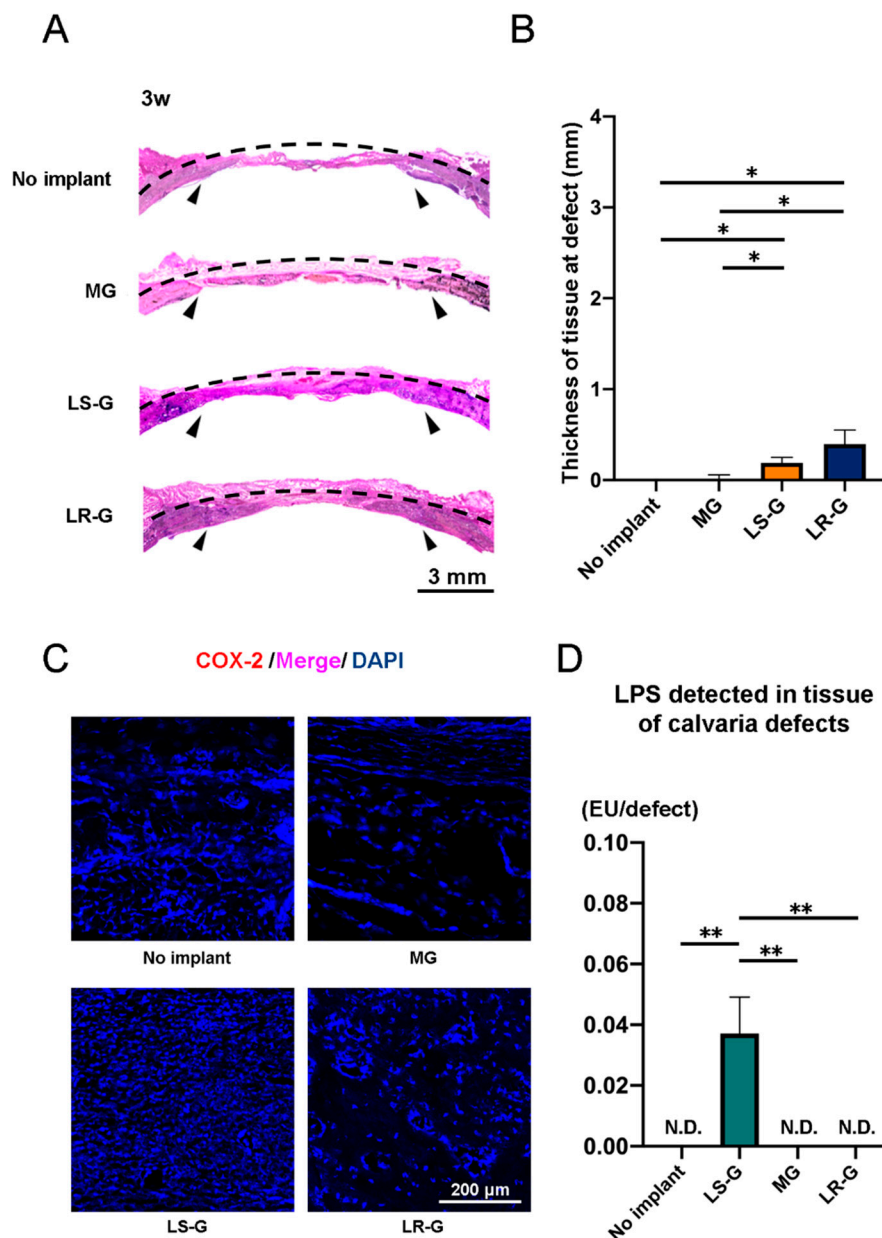 A
3w
No implant
MG
LS-G
LR-G
3 mm
B
Thickness of tissue at defect (mm)
4
3
2
1
0
*
*
*
*
No implant
MG
LS-G
LR-G
C
COX-2 /Merge/ DAPI
No implant
MG
LS-G
LR-G
200 μm
D
LPS detected in tissue
of calvaria defects
(EU/defect)
0.10
0.08
0.06
0.04
0.02
0.00
**
**
**
N.D.
N.D.
N.D.
No implant
LS-G
MG
LR-G